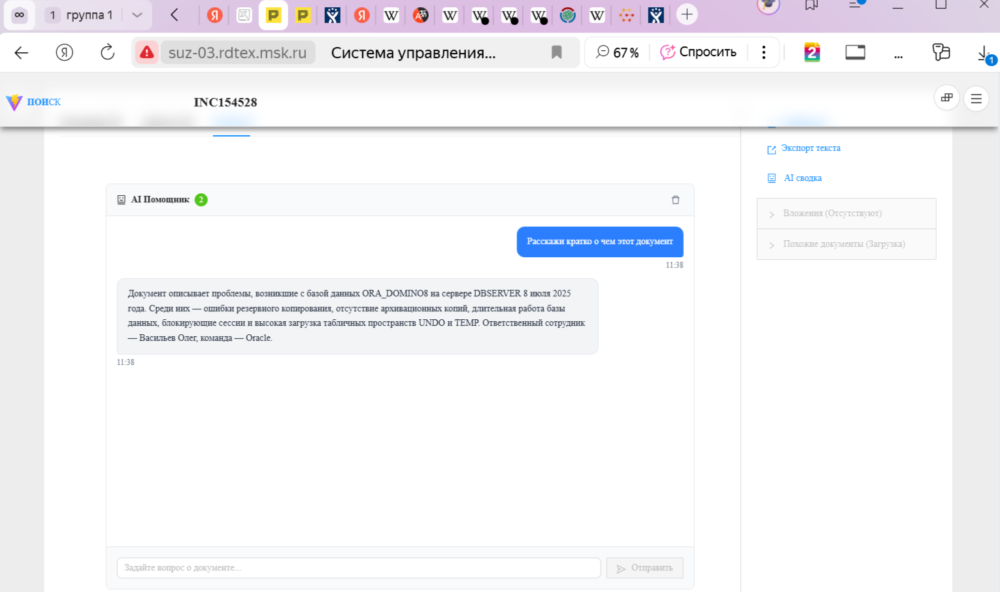 ∞ 1 группа 1
suz-03.rdtex.msk.ru Система управления... 67 % Спросить ... 1
ПОИСК INC154528
Экспорт текста
AI сводка
Вложения (Отсутствуют)
Похожие документы (Загрузка)
AI Помощник 2
Расскажи кратко о чем этот документ
11:38
Документ описывает проблемы, возникшие с базой данных ORA_DOMINO8 на сервере DBSERVER 8 июля 2025
года. Среди них — ошибки резервного копирования, отсутствие архивационных копий, длительная работа базы
данных, блокирующие сессии и высокая загрузка табличных пространств UNDO и TEMP. Ответственный сотрудник
— Васильев Олег, команда — Oracle.
11:38
Задайте вопрос о документе... Отправить